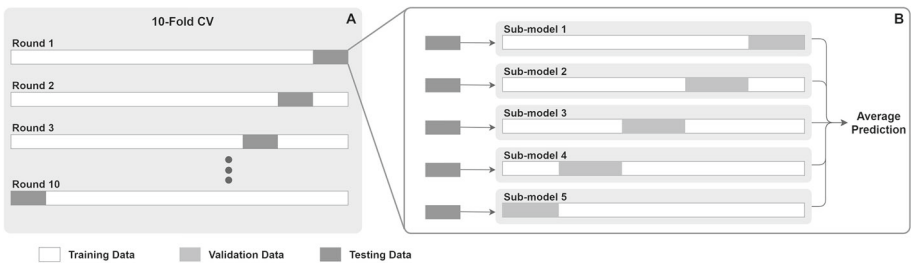 10-Fold CV
A
Round 1
Round 2
Round 3
Round 10
B
Sub-model 1
Sub-model 2
Sub-model 3
Sub-model 4
Sub-model 5
Average
Prediction
Training Data
Validation Data
Testing Data